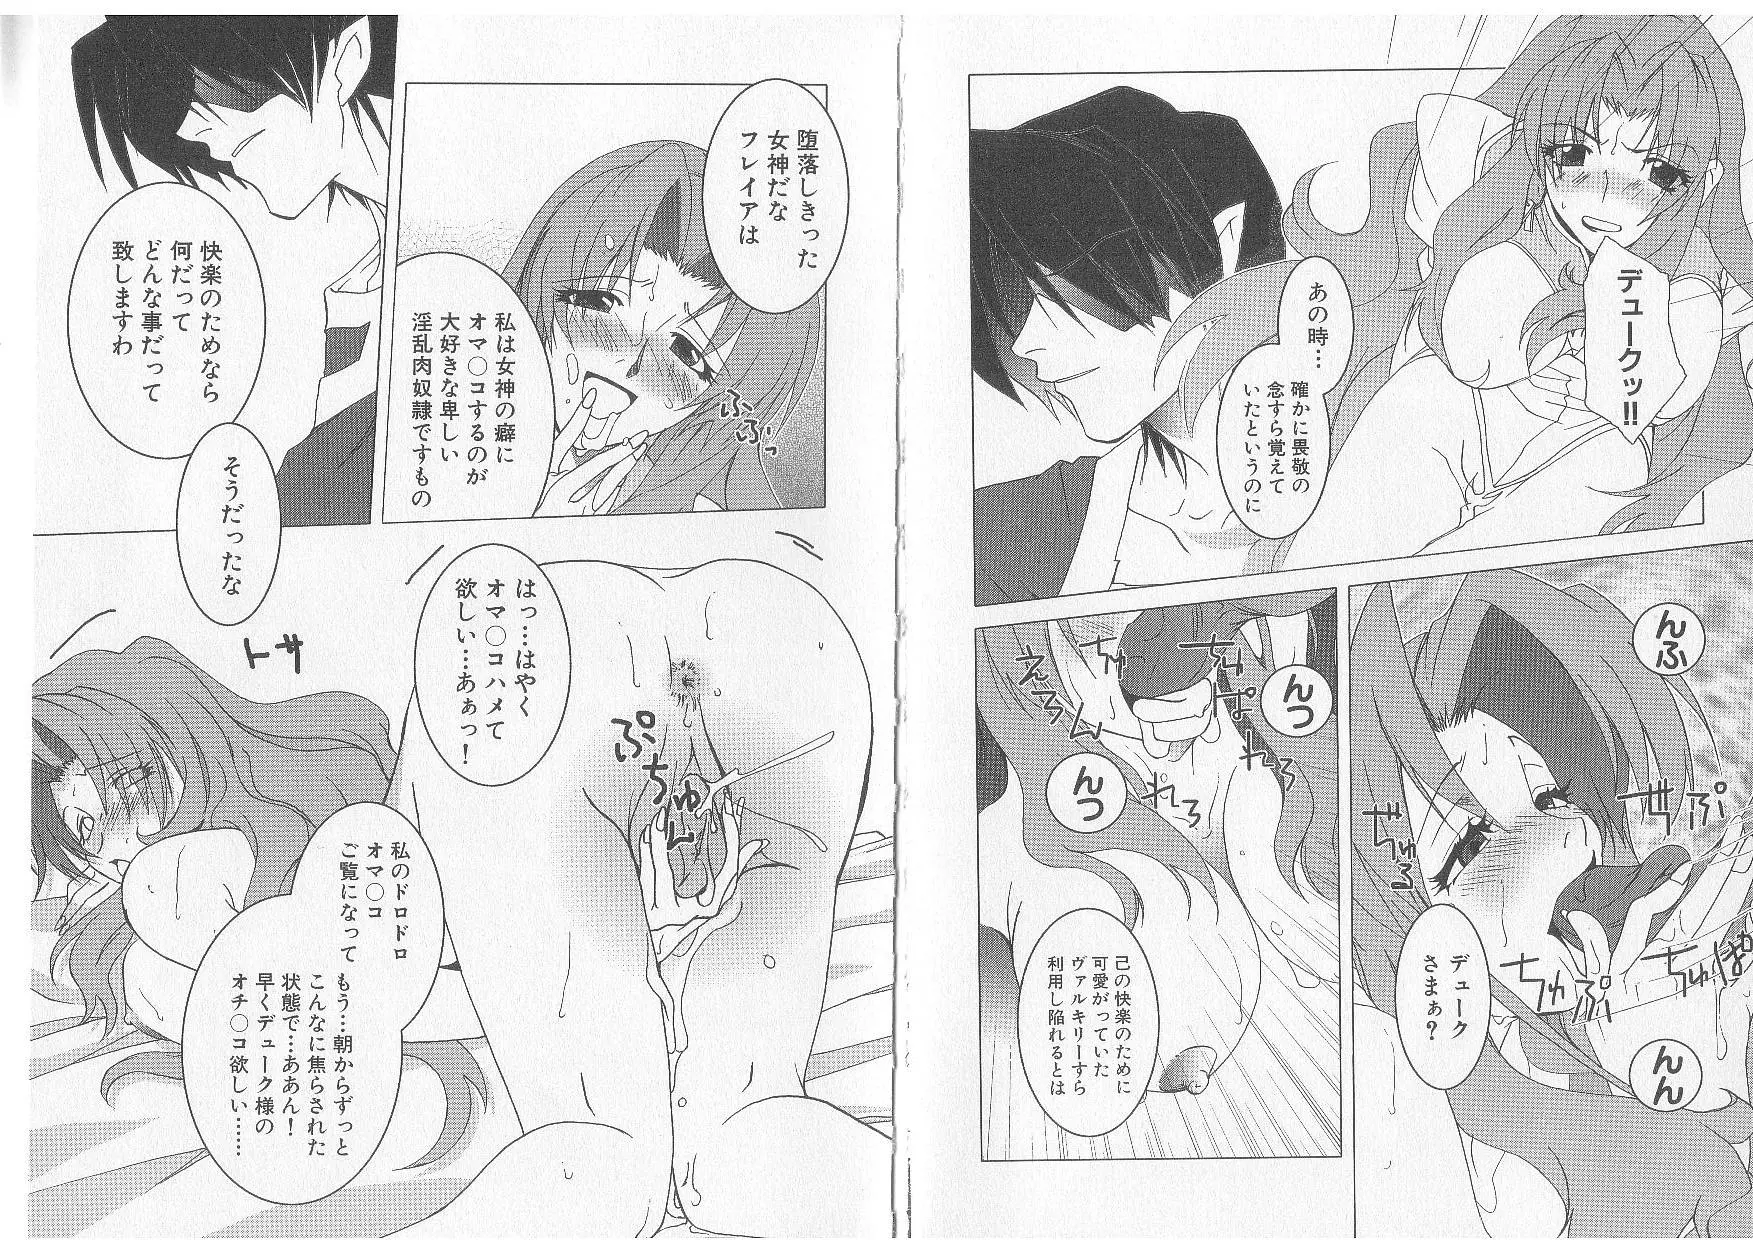 デュークッ!!
あの時…
確かに畏敬の
念すら覚えて
いたというのに
んふ
ぜ
ぷ
ぢゅる
デューク
さまぁ?
ちゅぷ
ちゅぱ
んん
ちゅぱ
れろ
んっ
ちゅ
えろん
んっ
れろ
己の快楽のために
可愛がっていた
ヴァルキリーすら
利用し陥れるとは
堕落しきった
女神だな
フレイアは
ふふっ
私は女神の癖に
オマ○コするのが
大好きな卑しい
淫乱肉奴隷ですもの
快楽のためなら
何だって
どんな事だって
致しますわ
そうだったな
はっ…はやく
オマ○コハメて
欲しい…あぁっ!
ぷちゅん
トサ
私のドロドロ
オマ○コ
ご覧になって
もう…朝からずっと
こんなに焦らされた
状態で…ああん!
早くデューク様の
オチ○コ欲しい……